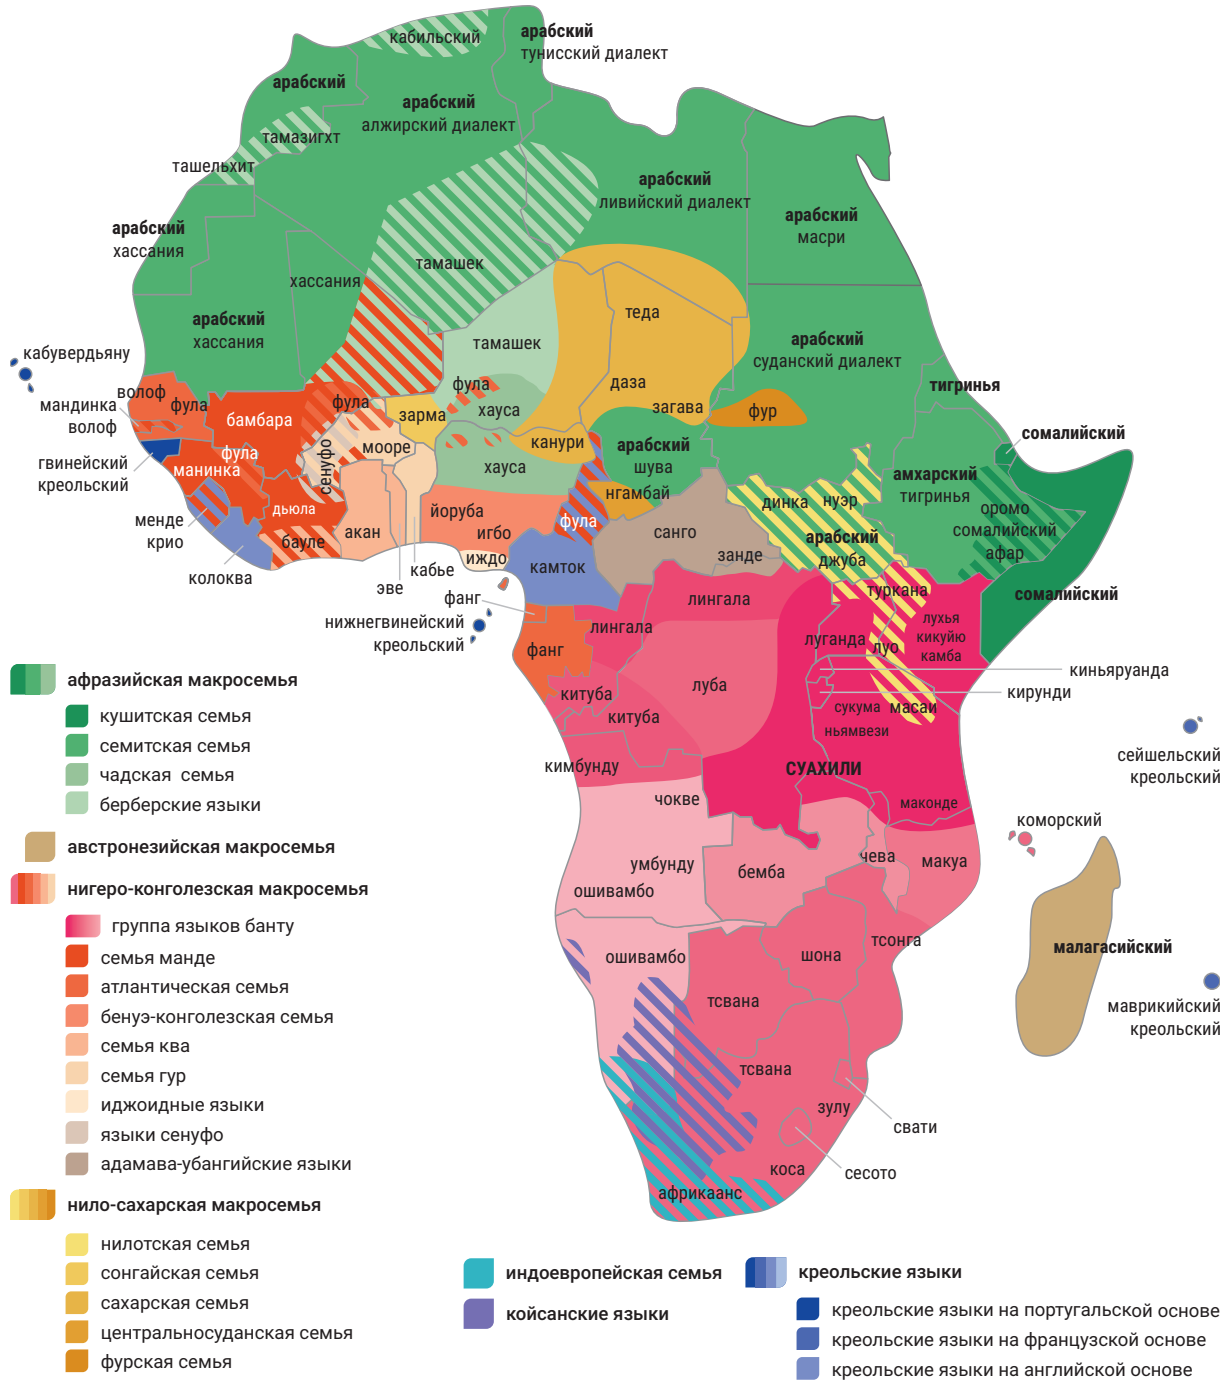 кабильский
арабский
тунисский диалект
арабский
арабский
алжирский диалект
тамазигхт
ташельхит
арабский
ливийский диалект
арабский
масри
арабский
хассания
хассания
тамашек
арабский
хассания
теда
тамашек
арабский
суданский диалект
кабувердьяну
волоф
фула
мандинка
волоф
бамбара
фула
фула
зарма
хауса
даза
загава
фур
тигринья
сомалийский
гвинейский
креольский
фула
манинка
сенуфо
мооре
хауса
канури
арабский
шува
нгамбай
амхарский
тигринья
оромо
сомалийский
афар
менде
крио
дьюла
бауле
акан
йоруба
игбо
иждо
фула
санго
занде
динка
нуэр
арабский
джуба
колоква
эве
кабье
камток
фанг
нижнегвинейский
креольский
лингала
лингала
туркана
сомалийский
лухья
кикуйю
камба
луганда
луо
фанг
киньяруанда
кирунди
китуба
китуба
луба
сукума
масаи
ньямвези
СУАХИЛИ
сейшельский
креольский
кимбунду
чокве
маконде
коморский
умбунду
ошивамбо
бемба
чева
макуа
ошивамбо
тсонга
шона
малагасийский
тсвана
маврикийский
креольский
тсвана
зулу
свати
коса
сесото
африкаанс
афразийская макросемья
кушитская семья
семитская семья
чадская семья
берберские языки
австронезийская макросемья
нигеро-конголезская макросемья
группа языков банту
семья манде
атлантическая семья
бенуэ-конголезская семья
семья ква
семья гур
иджоидные языки
языки сенуфо
адамава-убангийские языки
нило-сахарская макросемья
нилотская семья
сонгайская семья
сахарская семья
центральносуданская семья
фурская семья
индоевропейская семья
койсанские языки
креольские языки
креольские языки на португальской основе
креольские языки на французской основе
креольские языки на английской основе